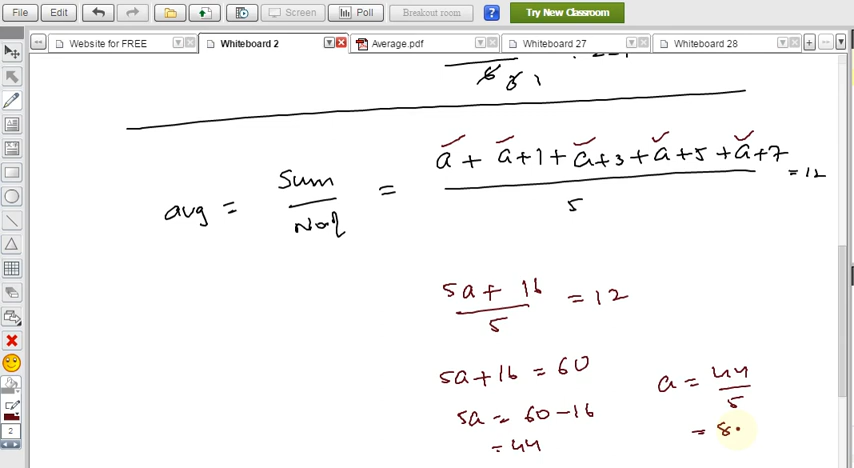 File Edit Screen Poll Breakout room Try New Classroom ?
Website for FREE Whiteboard 2 Average.pdf Whiteboard 27 Whiteboard 28
avg = Sum / No of = a + a+1 + a+3 + a+5 + a+7 / 5 = 12
5a + 16 / 5 = 12
5a + 16 = 60
a = 44 / 5
5a = 60 - 16
= 8.
= 44
2